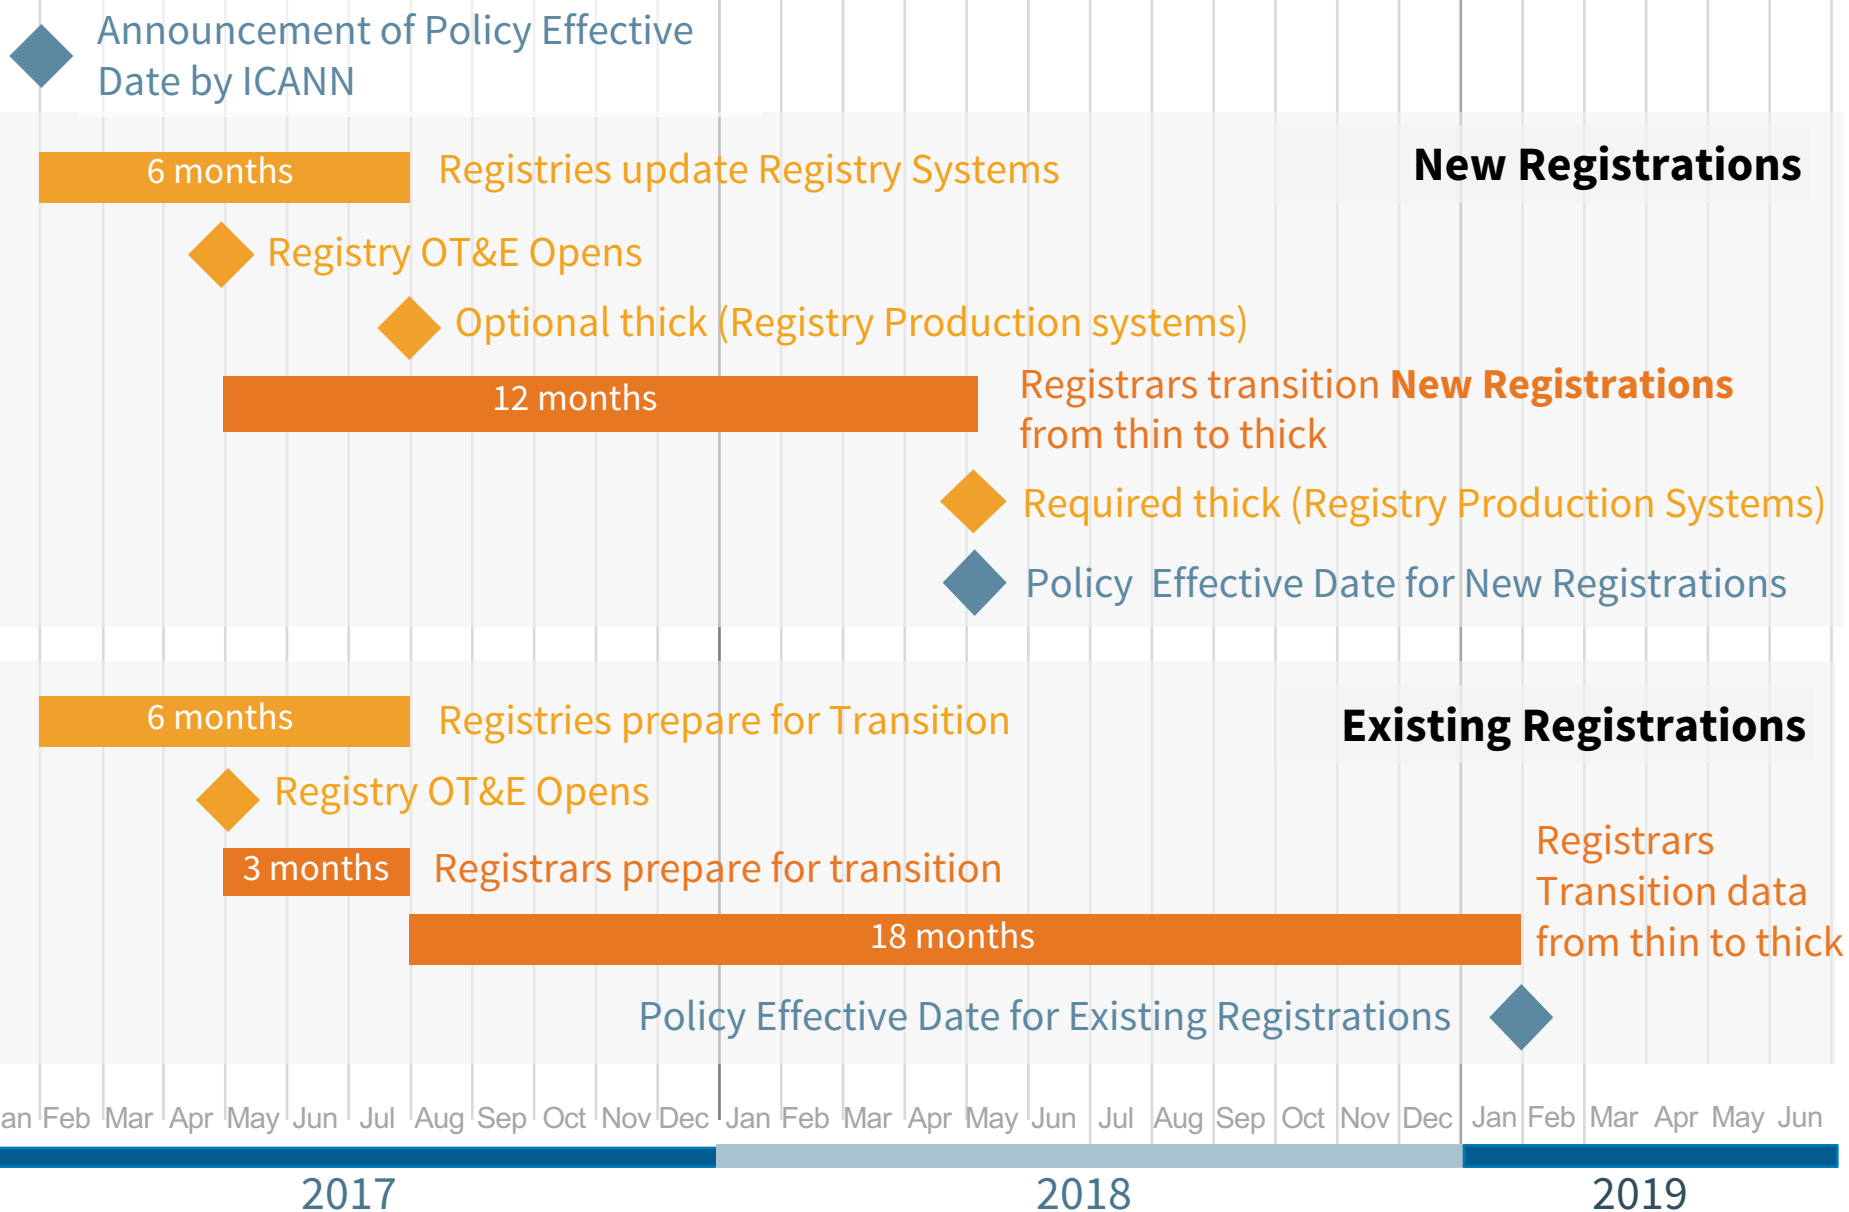 Announcement of Policy Effective
Date by ICANN
New Registrations
6 months
Registries update Registry Systems
Registry OT&E Opens
Optional thick (Registry Production systems)
12 months
Registrars transition New Registrations
from thin to thick
Required thick (Registry Production Systems)
Policy Effective Date for New Registrations
Existing Registrations
6 months
Registries prepare for Transition
Registry OT&E Opens
3 months
Registrars prepare for transition
18 months
Registrars
Transition data
from thin to thick
Policy Effective Date for Existing Registrations
an Feb Mar Apr May Jun Jul Aug Sep Oct Nov Dec Jan Feb Mar Apr May Jun Jul Aug Sep Oct Nov Dec Jan Feb Mar Apr May Jun
2017 2018 2019